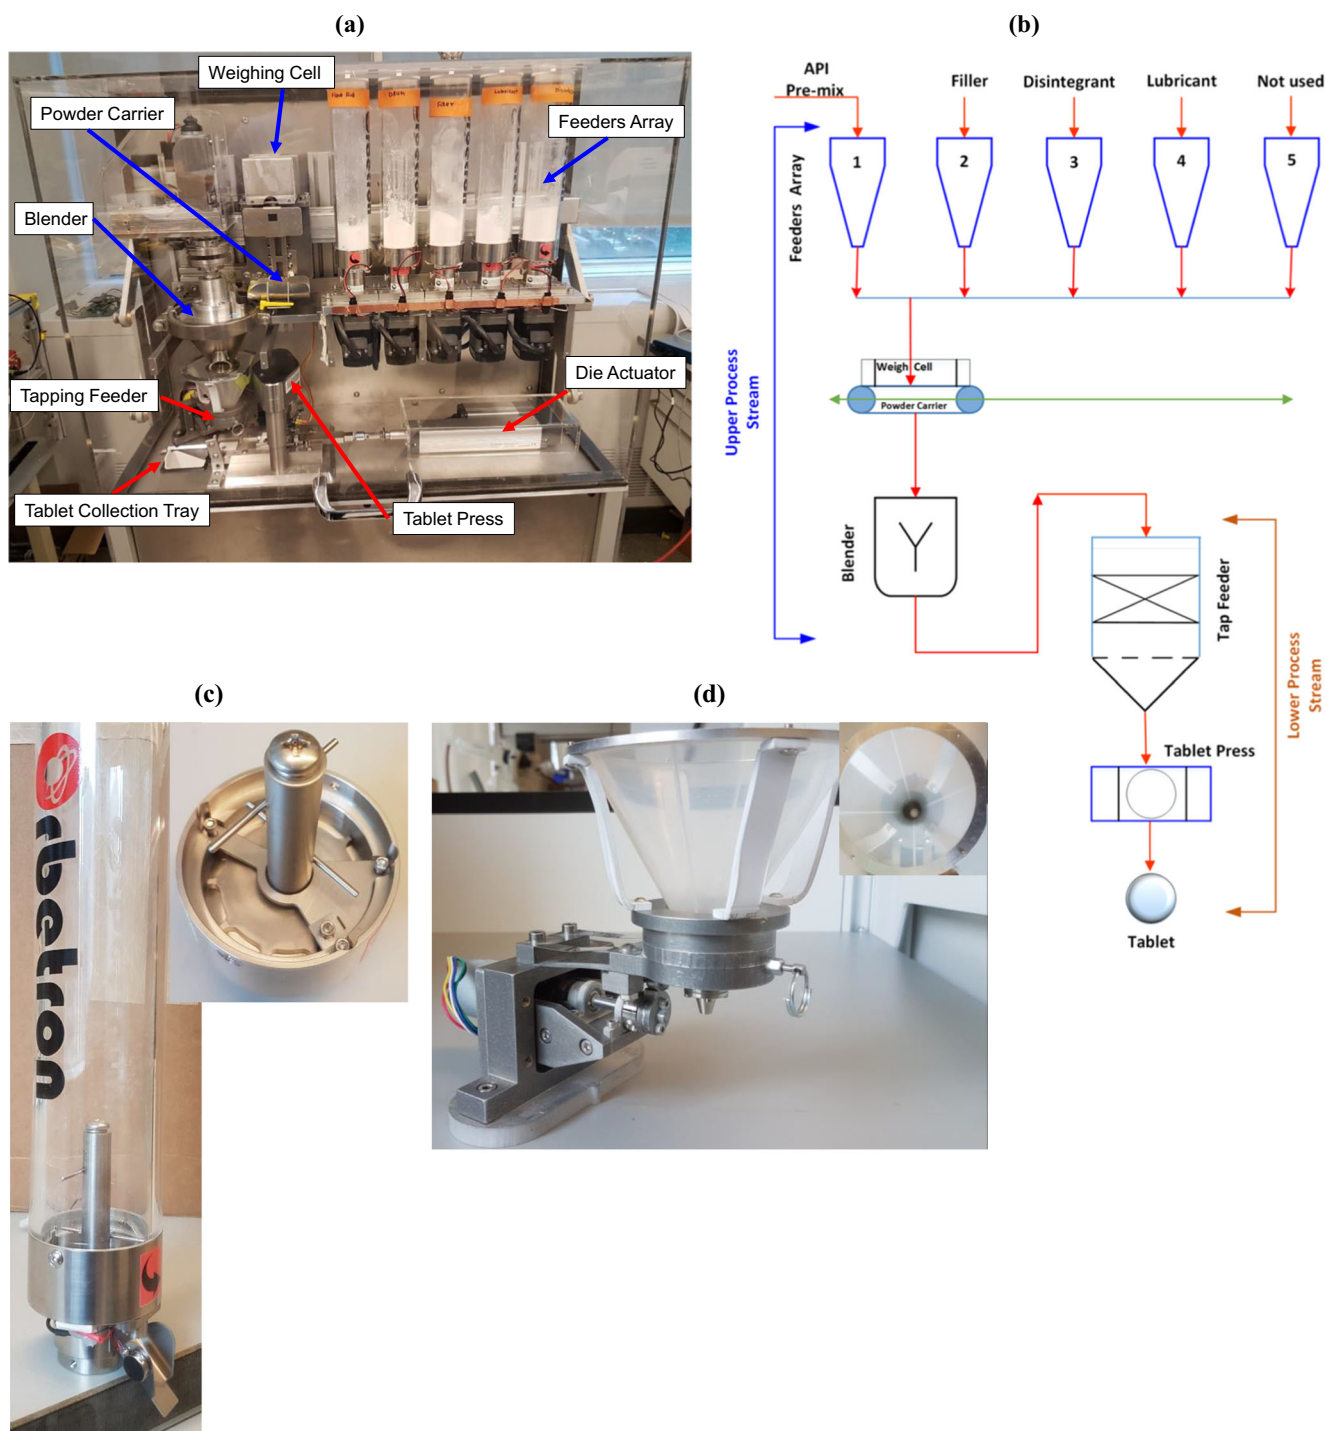 (a)
Weighing Cell
Powder Carrier
Feeders Array
Blender
Die Actuator
Tapping Feeder
Tablet Collection Tray
Tablet Press
Filler
Lubricant
(b)
API
Pre-mix
Filler
Disintegrant
Lubricant
Not used
1
2
3
4
5
Feeders Array
Upper Process
Stream
Weigh Cell
Powder Carrier
Blender
Tap Feeder
Lower Process
Stream
Tablet Press
Tablet
(c)
rbetron
(d)